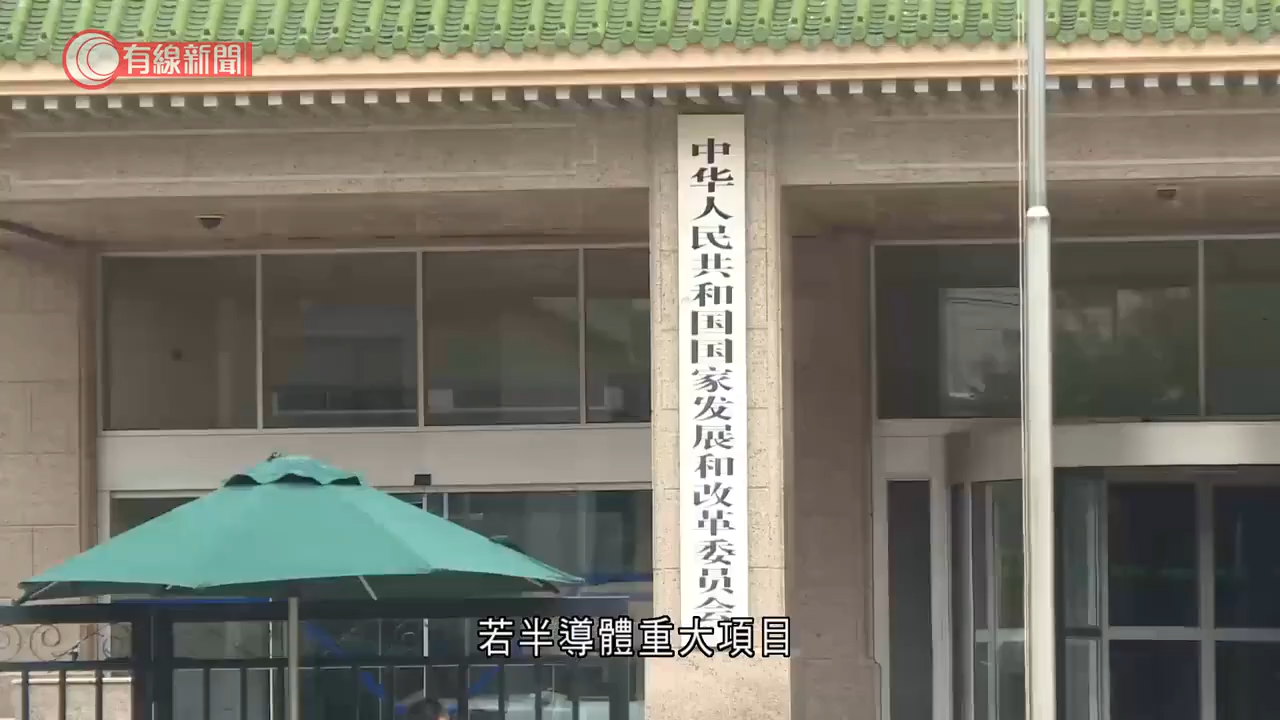 有線新聞
中华人民共和国国家发展和改革委员会
若半導體重大項目